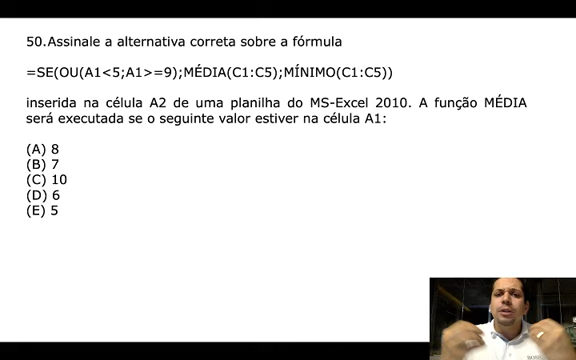 50.Assinale a alternativa correta sobre a fórmula
=SE(OU(A1<5;A1>=9);MÉDIA(C1:C5);MÍNIMO(C1:C5))
inserida na célula A2 de uma planilha do MS-Excel 2010. A função MÉDIA
será executada se o seguinte valor estiver na célula A1:
(A) 8
(B) 7
(C) 10
(D) 6
(E) 5